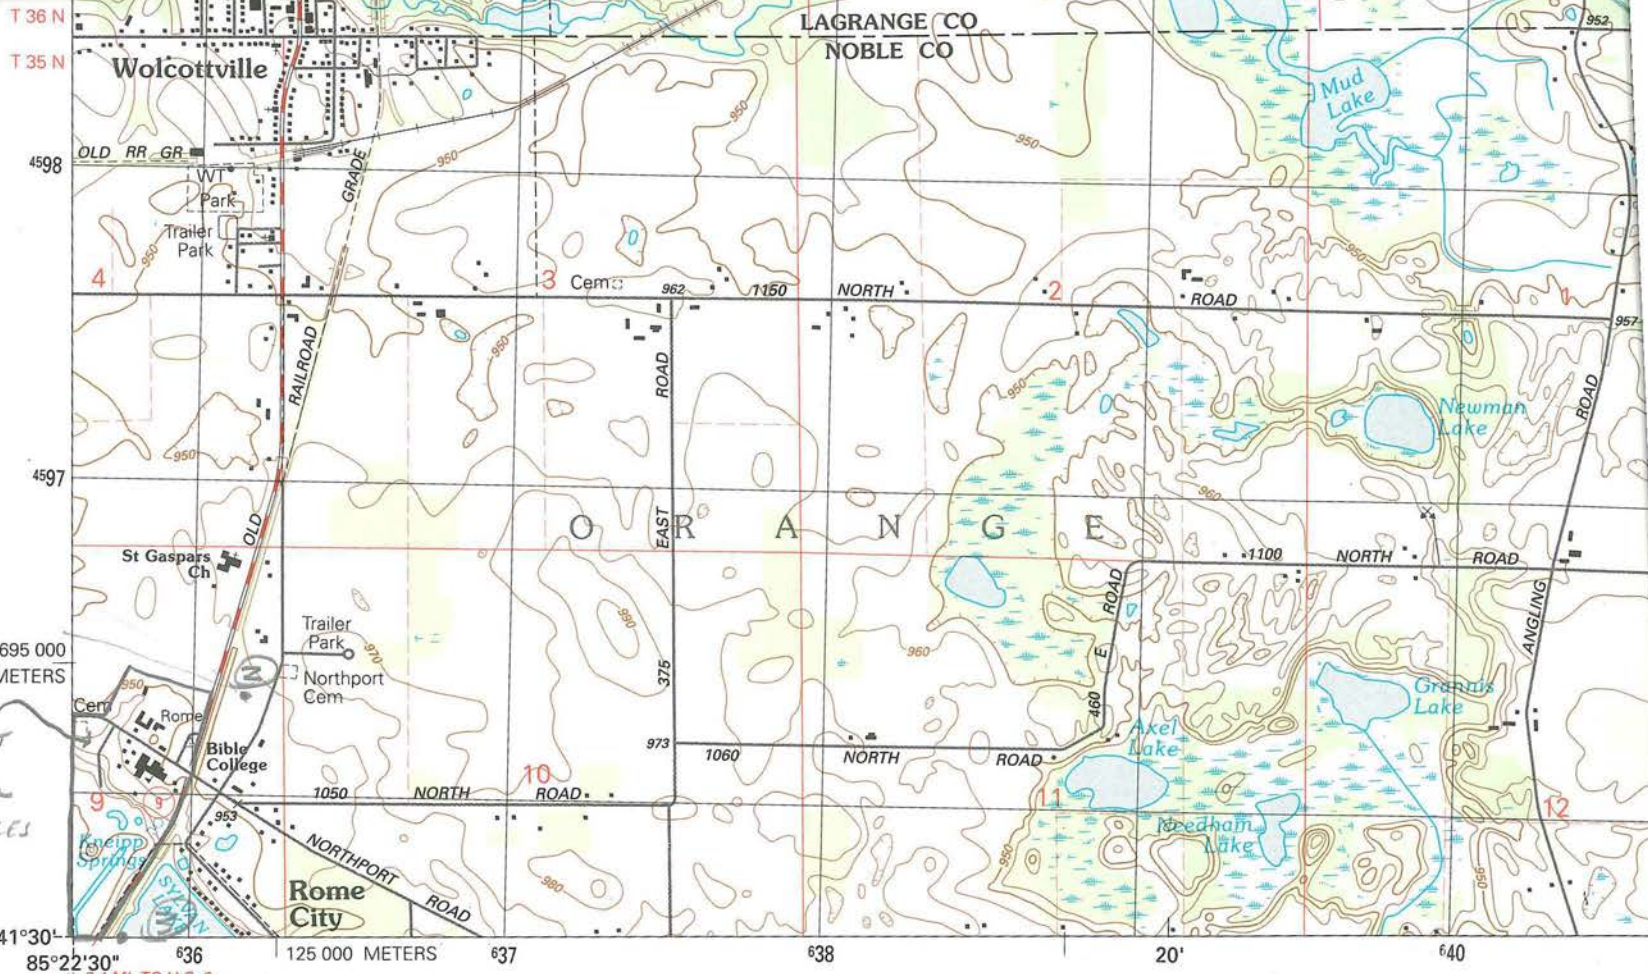 T 36 N
LAGRANGE CO
952
T 35 N
NOBLE CO
Wolcottville
Mud
Lake
950
950
OLD RR GR
950
4598
WT
Park
GRADE
Trailer
Park
950
950
4
3
Cem
962
1150
NORTH
2
ROAD
1
957
RAILROAD
950
ROAD
950
ROAD
Newman
Lake
950
4597
960
OLD
ORANGE
EAST
St Gaspars
Ch
1100
NORTH
ROAD
E ROAD
ANGLING
980
Trailer
Park
970
960
695 000
METERS
Northport
Cem
375
950
Grannis
Lake
Cem
Rome
460
Axel
Lake
Bible
College
973
1060
NORTH
ROAD
10
1050
NORTH
ROAD
9
9
11
12
953
Needham
Lake
Kneipp
Springs
NORTHPORT
ROAD
950
980
950
SYLVAN
LAKE
Rome
City
41°30'
85°22'30"
636
125 000 METERS
637
638
20'
640